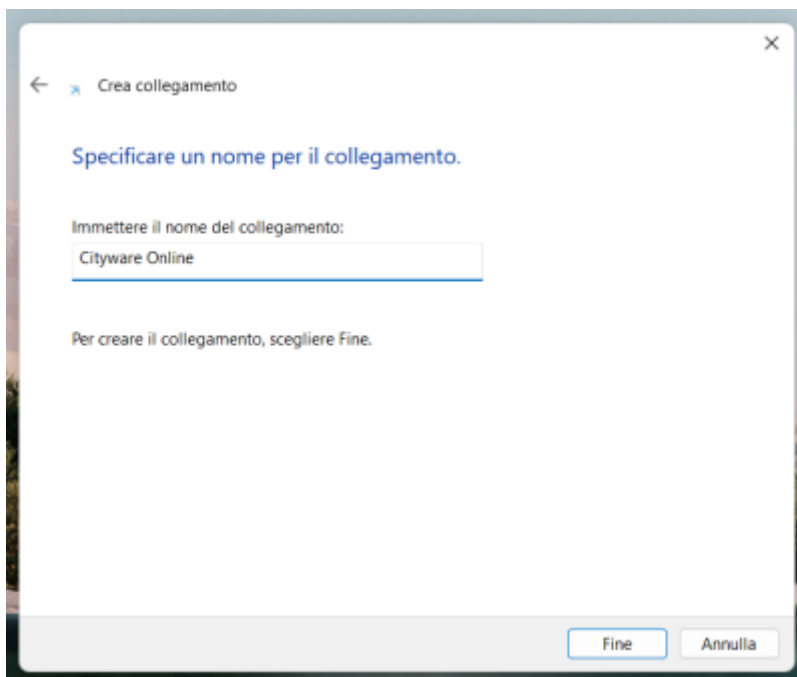 Crea collegamento
Specificare un nome per il collegamento.
Immettere il nome del collegamento:
Cityware Online
Per creare il collegamento, scegliere Fine.
Fine
Annulla